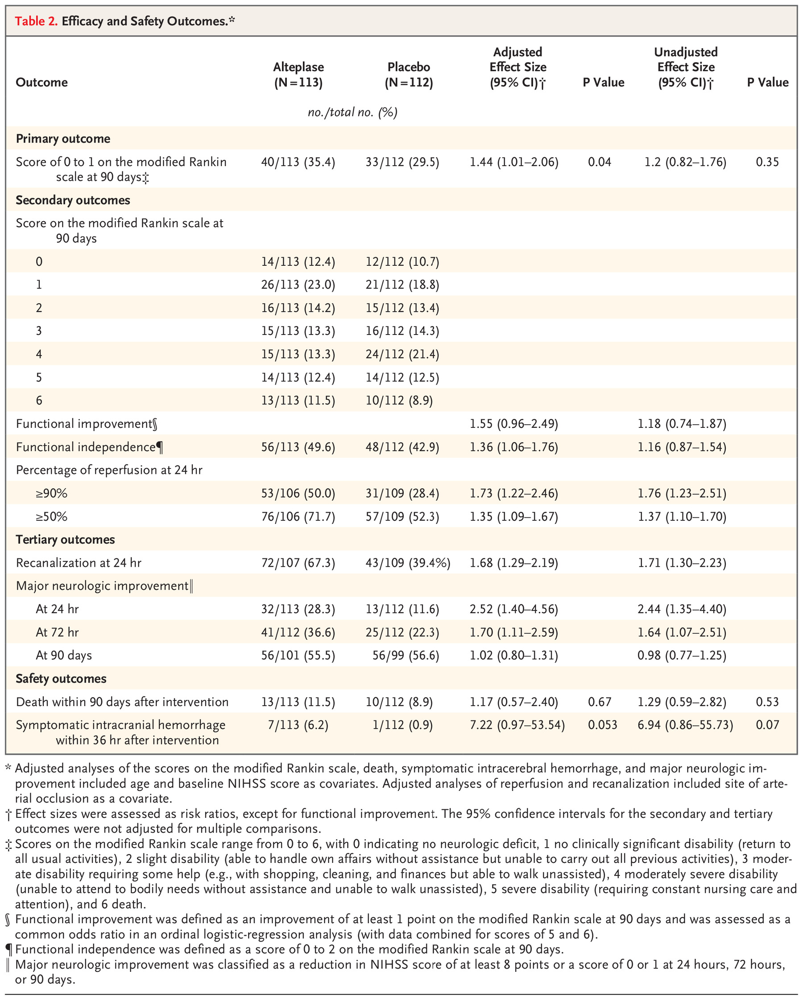 Table 2. Efficacy and Safety Outcomes.*
Outcome Alteplase (N=113) Placebo (N=112) Adjusted Effect Size (95% CI)† P Value Unadjusted Effect Size (95% CI)† P Value
no./total no. (%)
Primary outcome
Score of 0 to 1 on the modified Rankin 40/113 (35.4) 33/112 (29.5) 1.44 (1.01–2.06) 0.04 1.2 (0.82–1.76) 0.35
scale at 90 days‡
Secondary outcomes
Score on the modified Rankin scale at
90 days
0 14/113 (12.4) 12/112 (10.7)
1 26/113 (23.0) 21/112 (18.8)
2 16/113 (14.2) 15/112 (13.4)
3 15/113 (13.3) 16/112 (14.3)
4 15/113 (13.3) 24/112 (21.4)
5 14/113 (12.4) 14/112 (12.5)
6 13/113 (11.5) 10/112 (8.9)
Functional improvement§ 1.55 (0.96–2.49) 1.18 (0.74–1.87)
Functional independence¶ 56/113 (49.6) 48/112 (42.9) 1.36 (1.06–1.76) 1.16 (0.87–1.54)
Percentage of reperfusion at 24 hr
≥90% 53/106 (50.0) 31/109 (28.4) 1.73 (1.22–2.46) 1.76 (1.23–2.51)
≥50% 76/106 (71.7) 57/109 (52.3) 1.35 (1.09–1.67) 1.37 (1.10–1.70)
Tertiary outcomes
Recanalization at 24 hr 72/107 (67.3) 43/109 (39.4%) 1.68 (1.29–2.19) 1.71 (1.30–2.23)
Major neurologic improvement‖
At 24 hr 32/113 (28.3) 13/112 (11.6) 2.52 (1.40–4.56) 2.44 (1.35–4.40)
At 72 hr 41/112 (36.6) 25/112 (22.3) 1.70 (1.11–2.59) 1.64 (1.07–2.51)
At 90 days 56/101 (55.5) 56/99 (56.6) 1.02 (0.80–1.31) 0.98 (0.77–1.25)
Safety outcomes
Death within 90 days after intervention 13/113 (11.5) 10/112 (8.9) 1.17 (0.57–2.40) 0.67 1.29 (0.59–2.82) 0.53
Symptomatic intracranial hemorrhage 7/113 (6.2) 1/112 (0.9) 7.22 (0.97–53.54) 0.053 6.94 (0.86–55.73) 0.07
within 36 hr after intervention
* Adjusted analyses of the scores on the modified Rankin scale, death, symptomatic intracerebral hemorrhage, and major neurologic im-
provement included age and baseline NIHSS score as covariates. Adjusted analyses of reperfusion and recanalization included site of arte-
rial occlusion as a covariate.
† Effect sizes were assessed as risk ratios, except for functional improvement. The 95% confidence intervals for the secondary and tertiary
outcomes were not adjusted for multiple comparisons.
‡ Scores on the modified Rankin scale range from 0 to 6, with 0 indicating no neurologic deficit, 1 no clinically significant disability (return to
all usual activities), 2 slight disability (able to handle own affairs without assistance but unable to carry out all previous activities), 3 moder-
ate disability requiring some help (e.g., with shopping, cleaning, and finances but able to walk unassisted), 4 moderately severe disability
(unable to attend to bodily needs without assistance and unable to walk unassisted), 5 severe disability (requiring constant nursing care and
attention), and 6 death.
§ Functional improvement was defined as an improvement of at least 1 point on the modified Rankin scale at 90 days and was assessed as a
common odds ratio in an ordinal logistic-regression analysis (with data combined for scores of 5 and 6).
¶ Functional independence was defined as a score of 0 to 2 on the modified Rankin scale at 90 days.
‖ Major neurologic improvement was classified as a reduction in NIHSS score of at least 8 points or a score of 0 or 1 at 24 hours, 72 hours,
or 90 days.